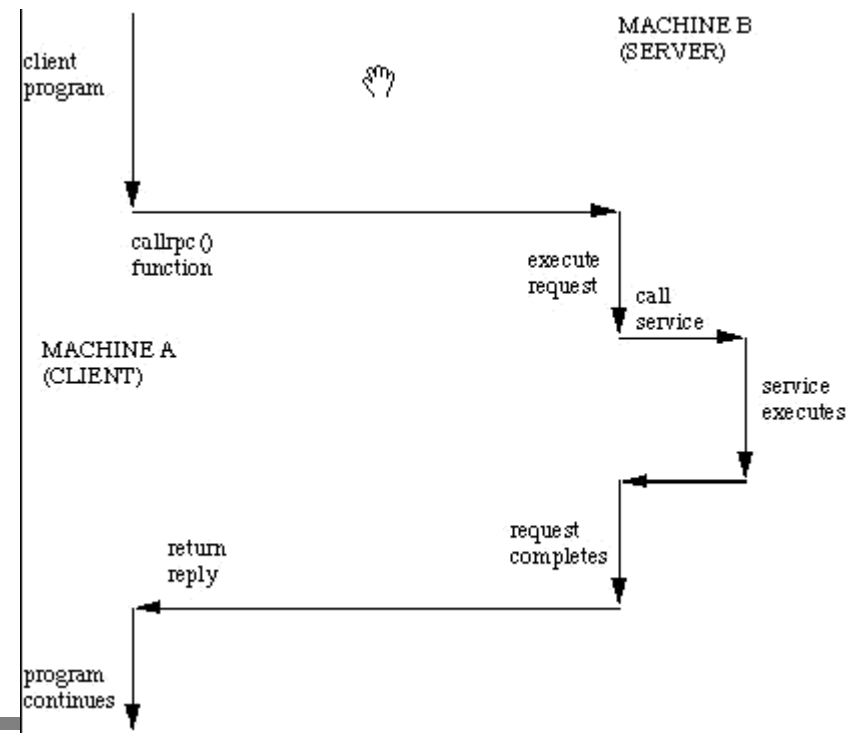 MACHINE B
(SERVER)
client
program
callrpc()
function
execute
request
call
service
MACHINE A
(CLIENT)
service
executes
request
completes
return
reply
program
continues